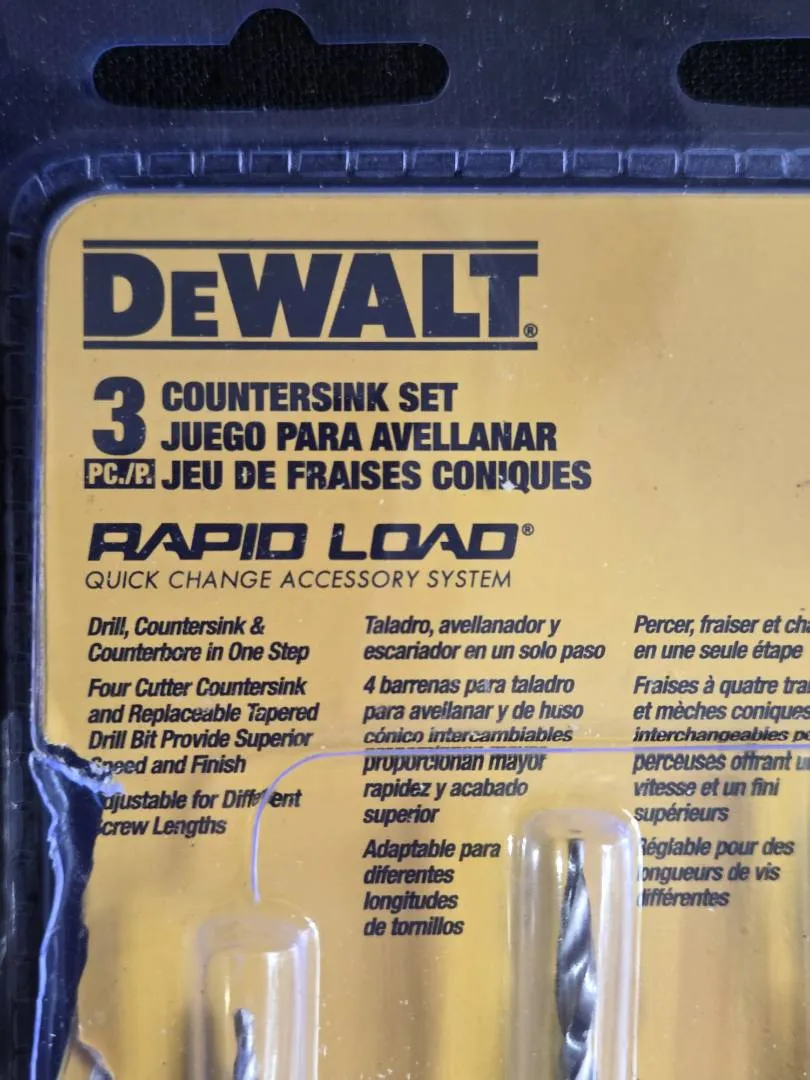 DEWALT®
3 PC./P.
COUNTERSINK SET
JUEGO PARA AVELLANAR
JEU DE FRAISES CONIQUES
RAPID LOAD®
QUICK CHANGE ACCESSORY SYSTEM
Drill, Countersink &
Counterbore in One Step
Four Cutter Countersink
and Replaceable Tapered
Drill Bit Provide Superior
Speed and Finish
Adjustable for Different
Screw Lengths
Taladro, avellanador y
escariador en un solo paso
4 barrenas para taladro
para avellanar y de huso
cónico intercambiables
proporcionan mayor
rapidez y acabado
superior
Adaptable para
diferentes
longitudes
de tornillos
Percer, fraiser et
en une seule étape
Fraises à quatre
et mèches coniques
interchangeables
perceuses offrant
vitesse et un fini
supérieurs
Réglable pour des
longueurs de vis
différentes